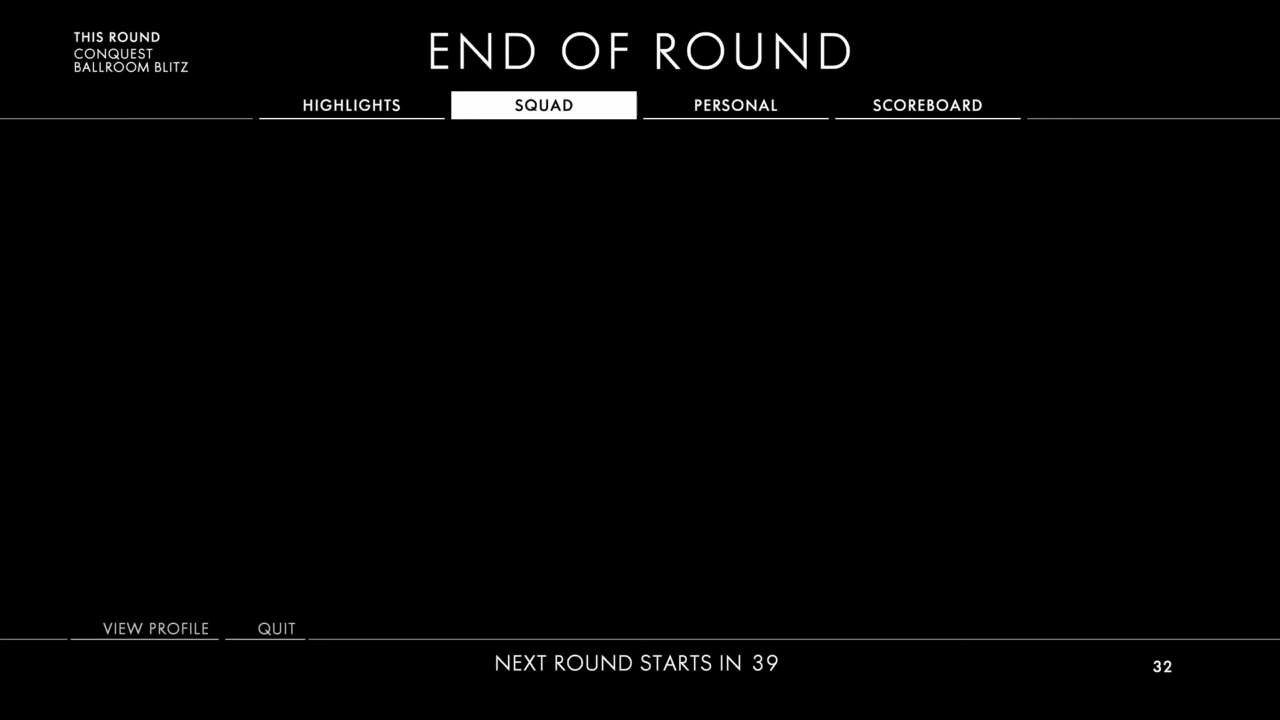 THIS ROUND
CONQUEST
BALLROOM BLITZ
END OF ROUND
HIGHLIGHTS
SQUAD
PERSONAL
SCOREBOARD
VIEW PROFILE
QUIT
NEXT ROUND STARTS IN 39
32